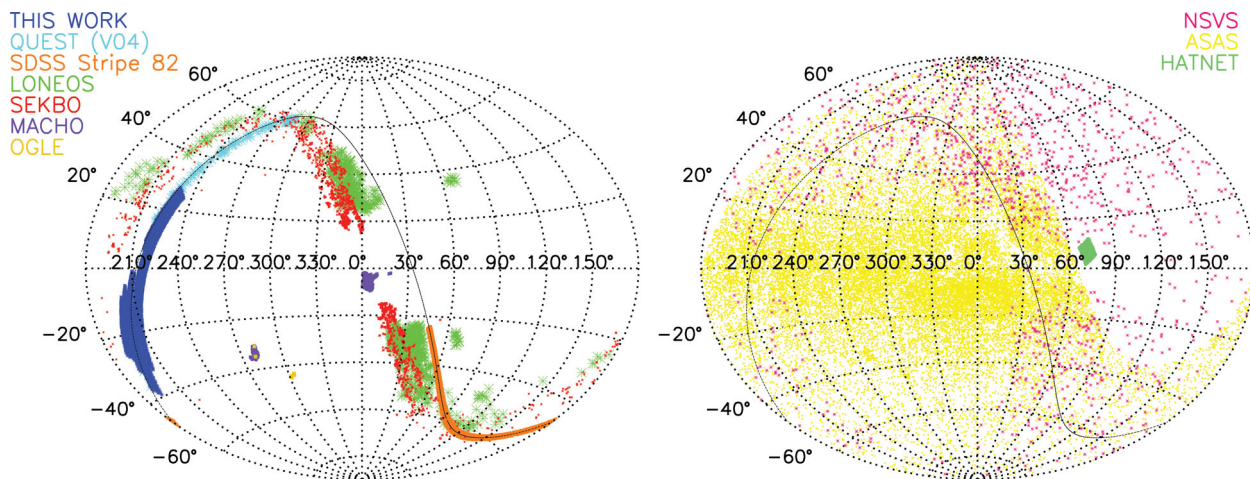 THIS WORK
QUEST (V04)
SDSS Stripe 82
LONEOS
SEKBO
MACHO
OGLE
60°
40°
20°
210° 240° 270° 300° 330° 0° 30° 60° 90° 120° 150°
−20°
−40°
−60°
NSVS
ASAS
HATNET
60°
40°
20°
210° 240° 270° 300° 330° 0° 30° 60° 90° 120° 150°
−20°
−40°
−60°